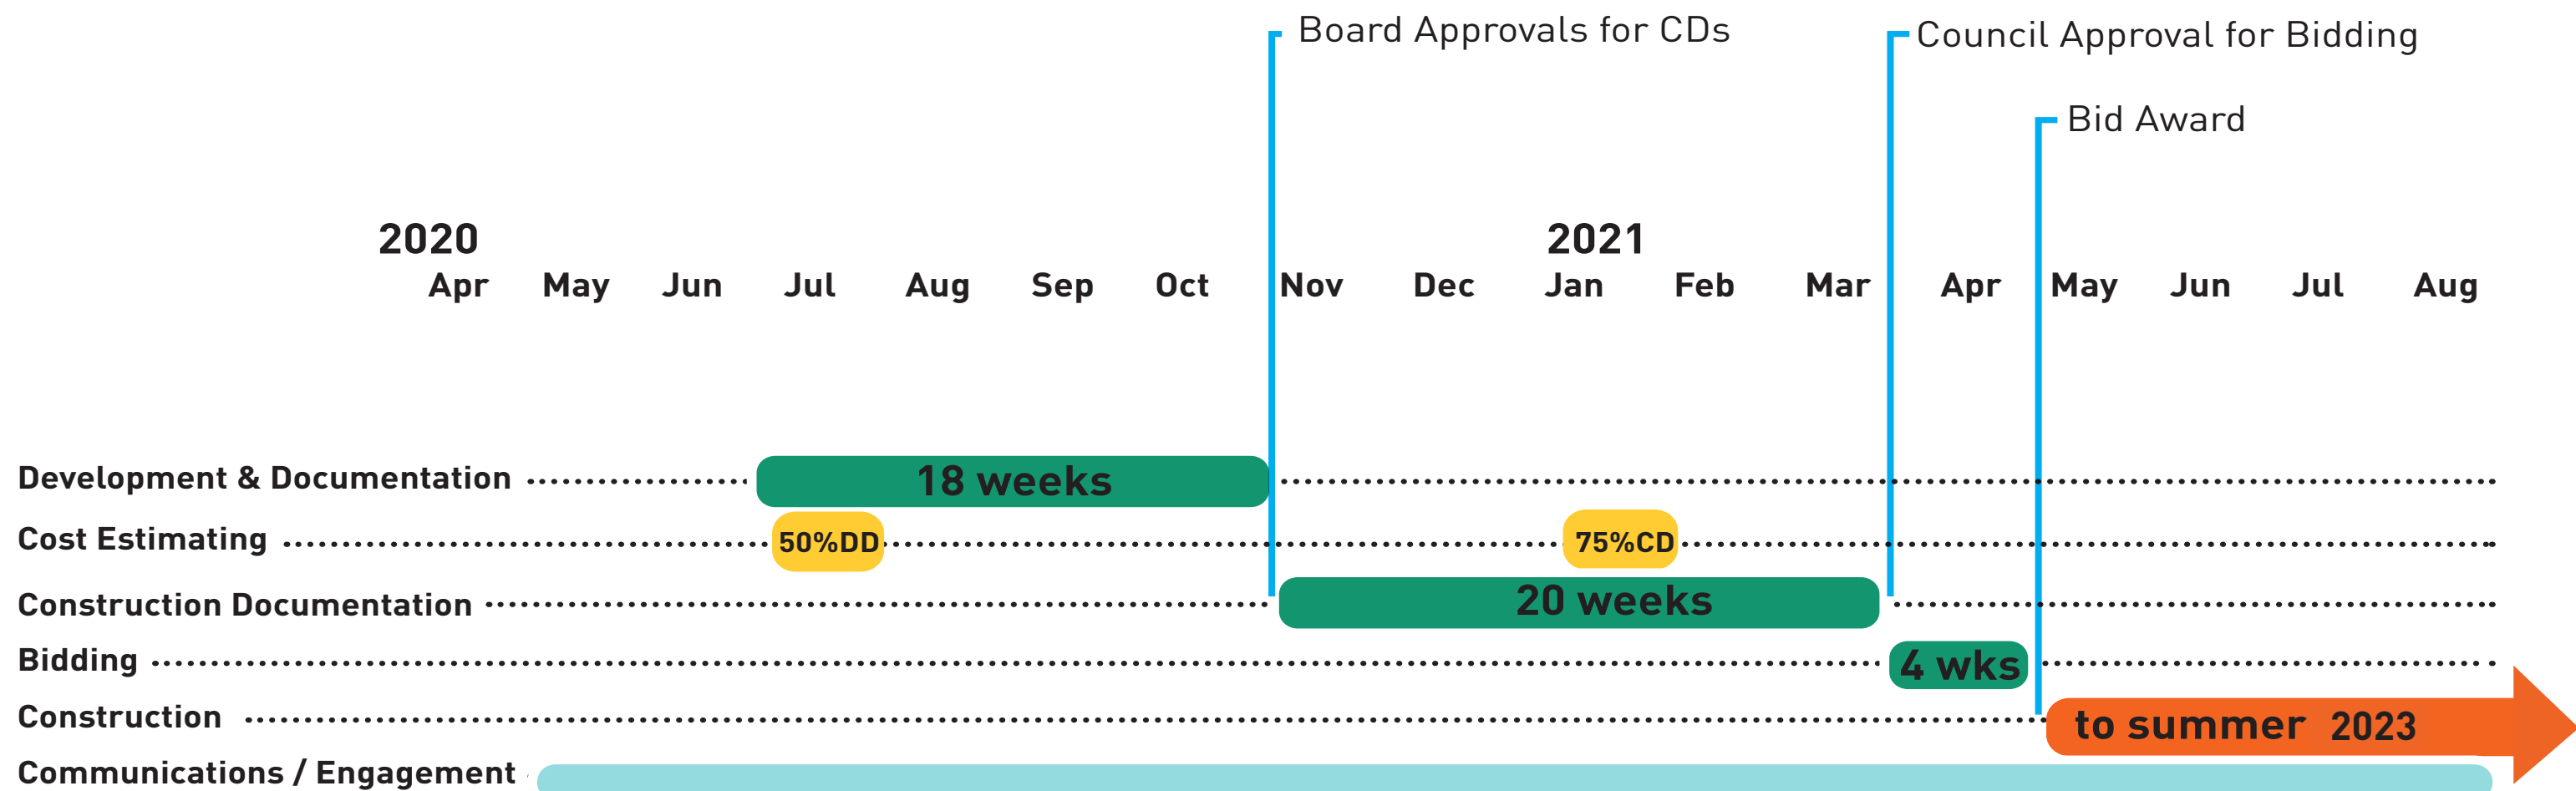 Board Approvals for CDs
Council Approval for Bidding
Bid Award
2020 2021
Apr May Jun Jul Aug Sep Oct Nov Dec Jan Feb Mar Apr May Jun Jul Aug
Development & Documentation 18 weeks
Cost Estimating 50%DD 75%CD
Construction Documentation 20 weeks
Bidding 4 wks
Construction to summer 2023
Communications / Engagement